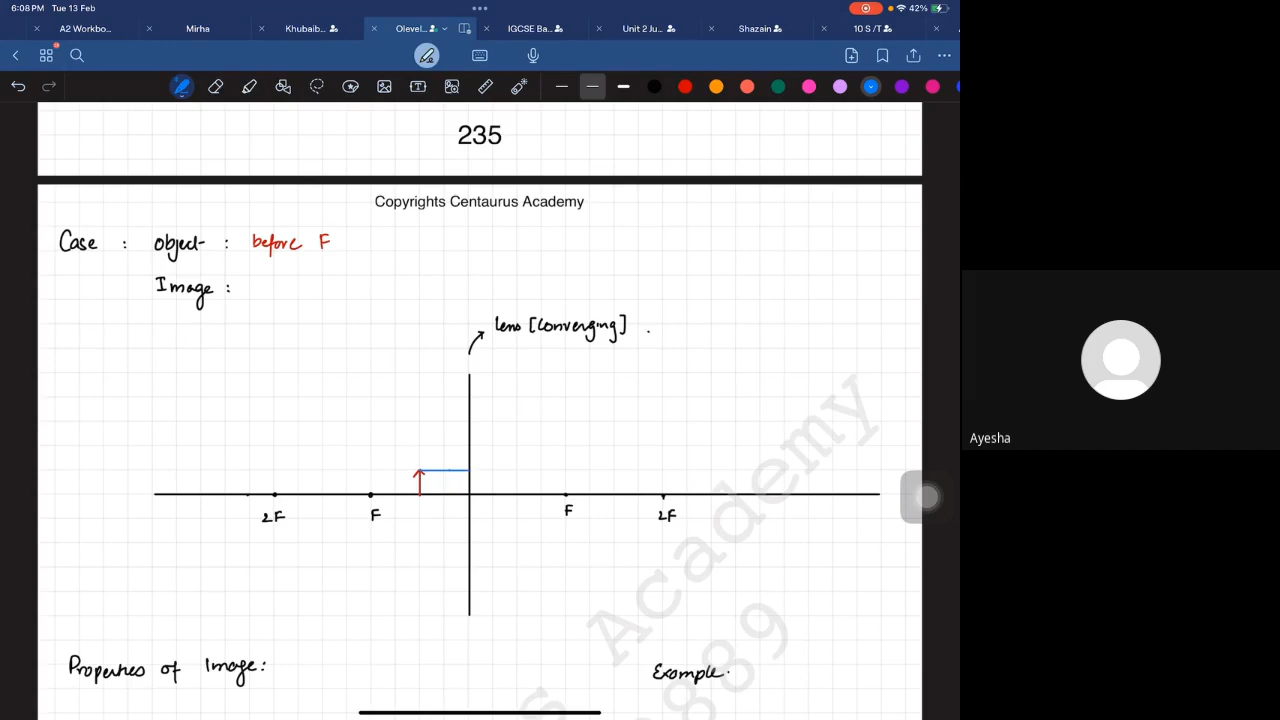 6:08 PM Tue 13 Feb
42%
A2 Workbo...
Mirha
Khubaib...
Olevel...
IGCSE Ba...
Unit 2 Ju...
Shazain
10 S /T
235
Copyrights Centaurus Academy
Case : object : before F
Image :
lens [converging]
2F F F 2F
Properties of Image:
Example.
Academy
s
889
Ayesha